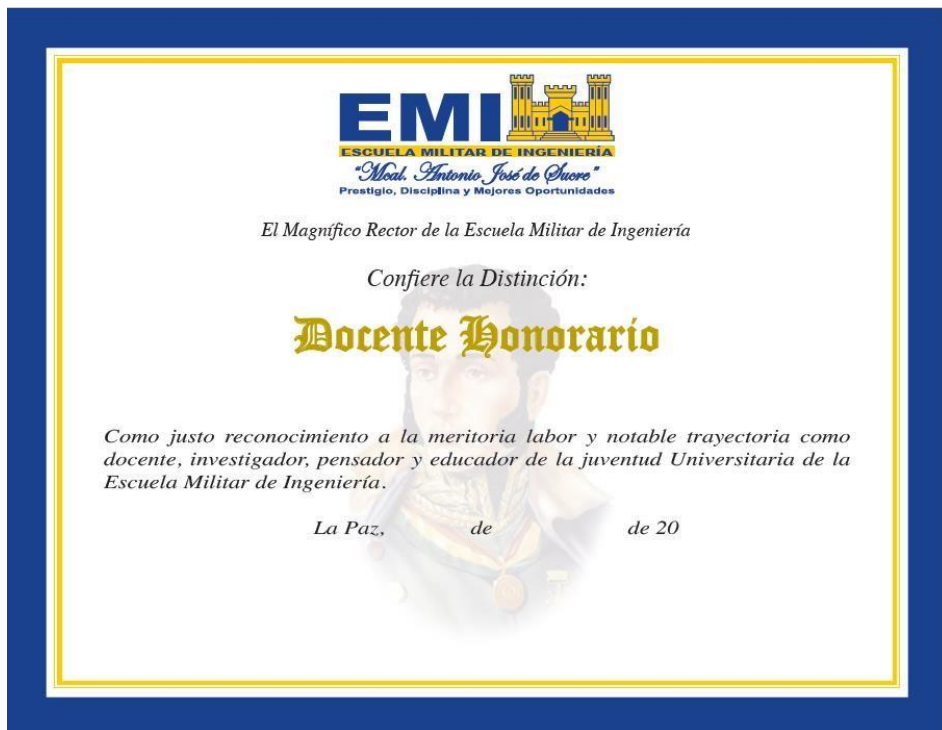 EMI
ESCUELA MILITAR DE INGENIERÍA
"Mcal. Antonio José de Sucre"
Prestigio, Disciplina y Mejores Oportunidades
El Magnífico Rector de la Escuela Militar de Ingeniería
Confiere la Distinción:
Docente Honorario
Como justo reconocimiento a la meritoria labor y notable trayectoria como
docente, investigador, pensador y educador de la juventud Universitaria de la
Escuela Militar de Ingeniería.
La Paz, de de 20